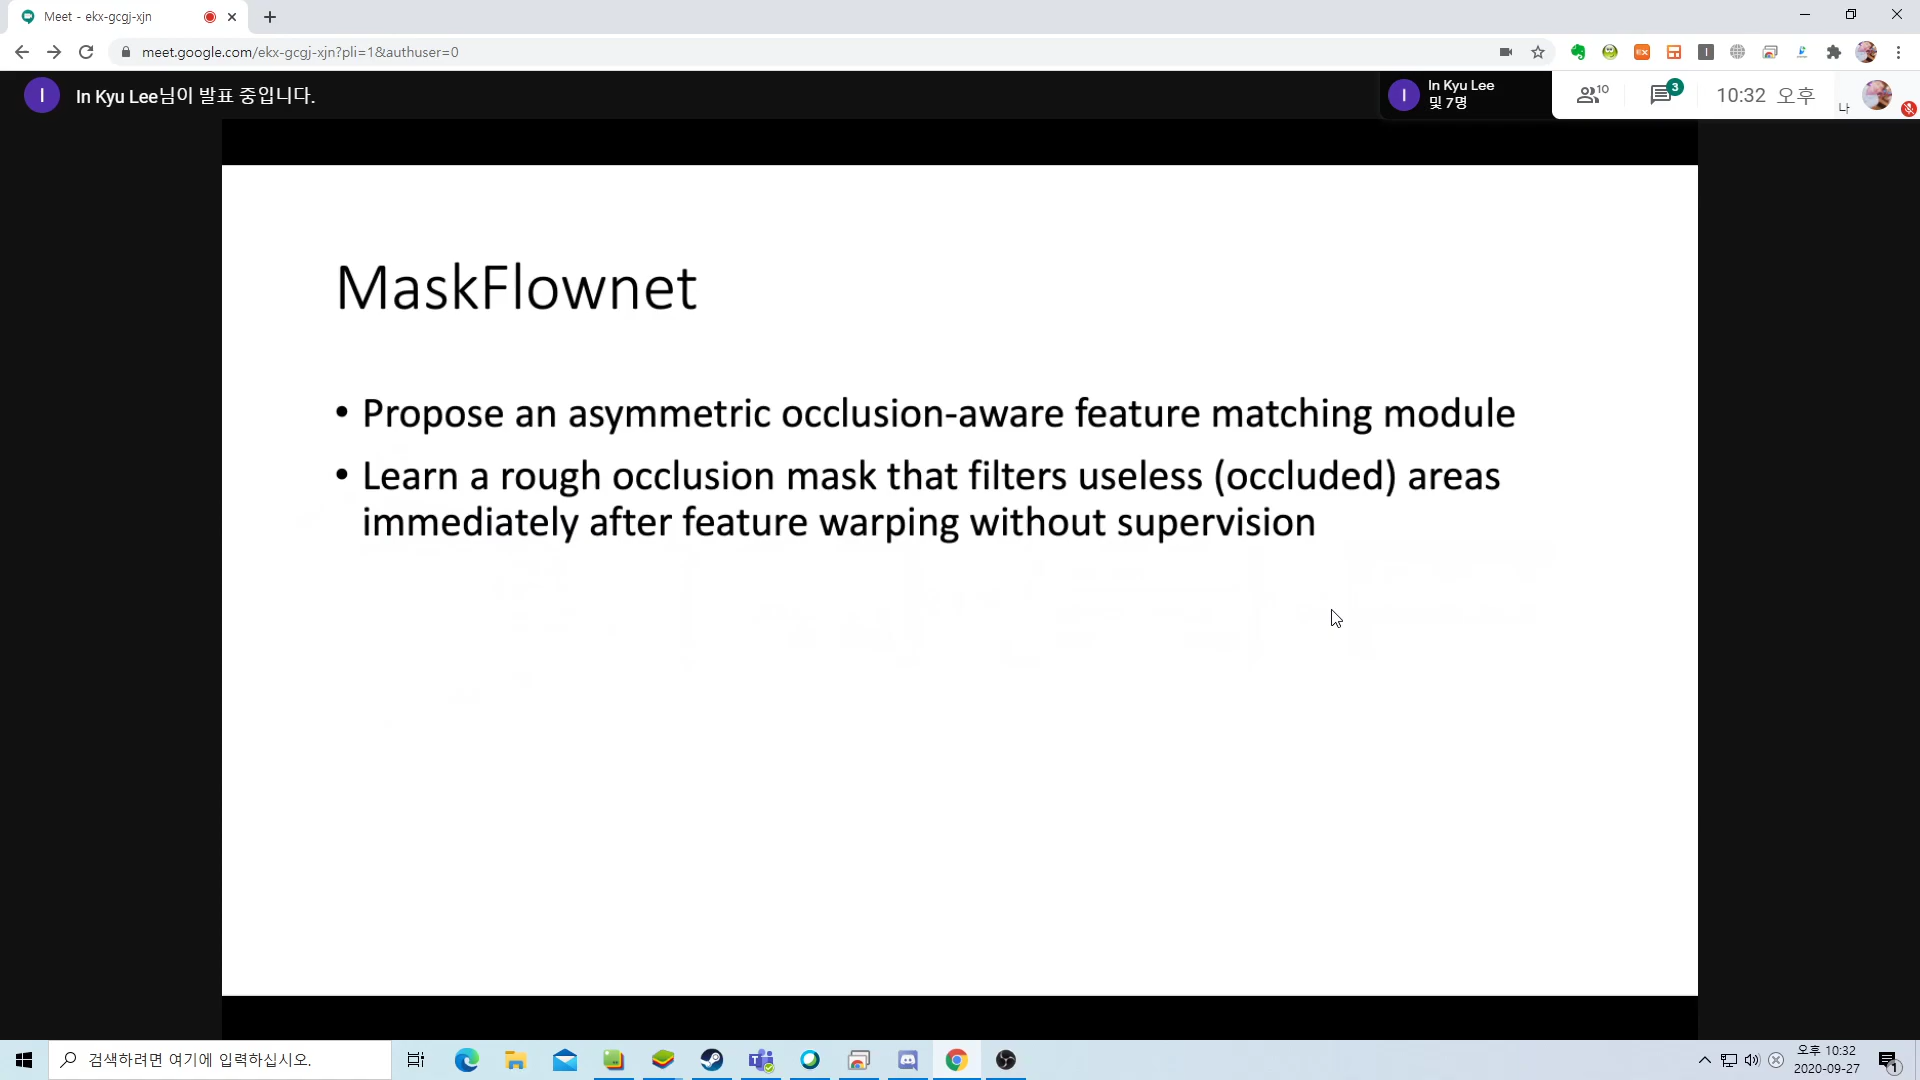 Meet - ekx-gcgj-xjn
meet.google.com/ekx-gcgj-xjn?pli=1&authuser=0
I
In Kyu Lee님이 발표 중입니다.
I
In Kyu Lee
및 7명
10
3
10:32 오후
나
MaskFlownet
• Propose an asymmetric occlusion-aware feature matching module
• Learn a rough occlusion mask that filters useless (occluded) areas
immediately after feature warping without supervision
검색하려면 여기에 입력하십시오.
오후 10:32
2020-09-27
1